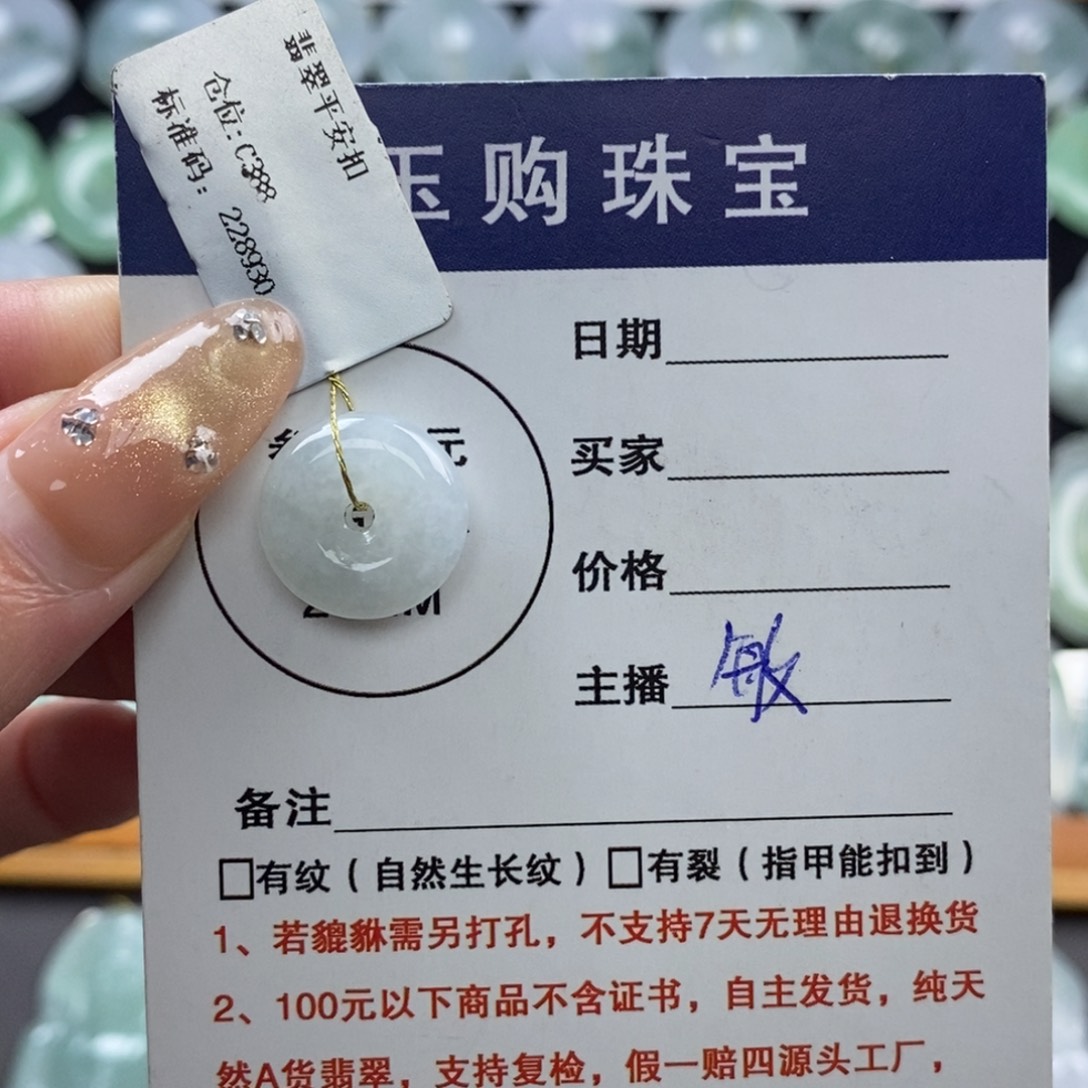 翡翠平安扣
仓位:C388
标准码:228930
玉购珠宝
日期
买家
价格
主播 敏
元
备注
□有纹(自然生长纹) □有裂(指甲能扣到)
1、若貔貅需另打孔,不支持7天无理由退换货
2、100元以下商品不含证书,自主发货,纯天
然A货翡翠,支持复检,假一赔四源头工厂,